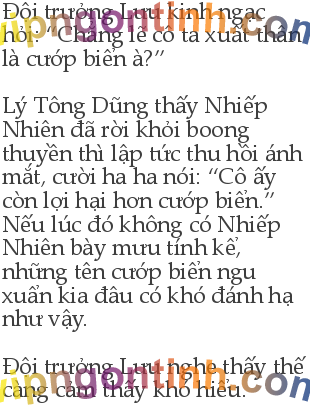 Đội trưởng Lưu kinh ngạc
hỏi: “Chẳng lẽ cô ta xuất thân
là cướp biển à?”
Lý Tông Dũng thấy Nhiếp
Nhiên đã rời khỏi boong
thuyền thì lập tức thu hồi ánh
mắt, cười ha ha nói: “Cô ấy
còn lợi hại hơn cướp biển.”
Nếu lúc đó không có Nhiếp
Nhiên bày mưu tính kế,
những tên cướp biển ngu
xuẩn kia đâu có khó đánh hạ
như vậy.
Đội trưởng Lưu nghe thấy thế
càng cảm thấy khó hiểu.
vipngontinh.com